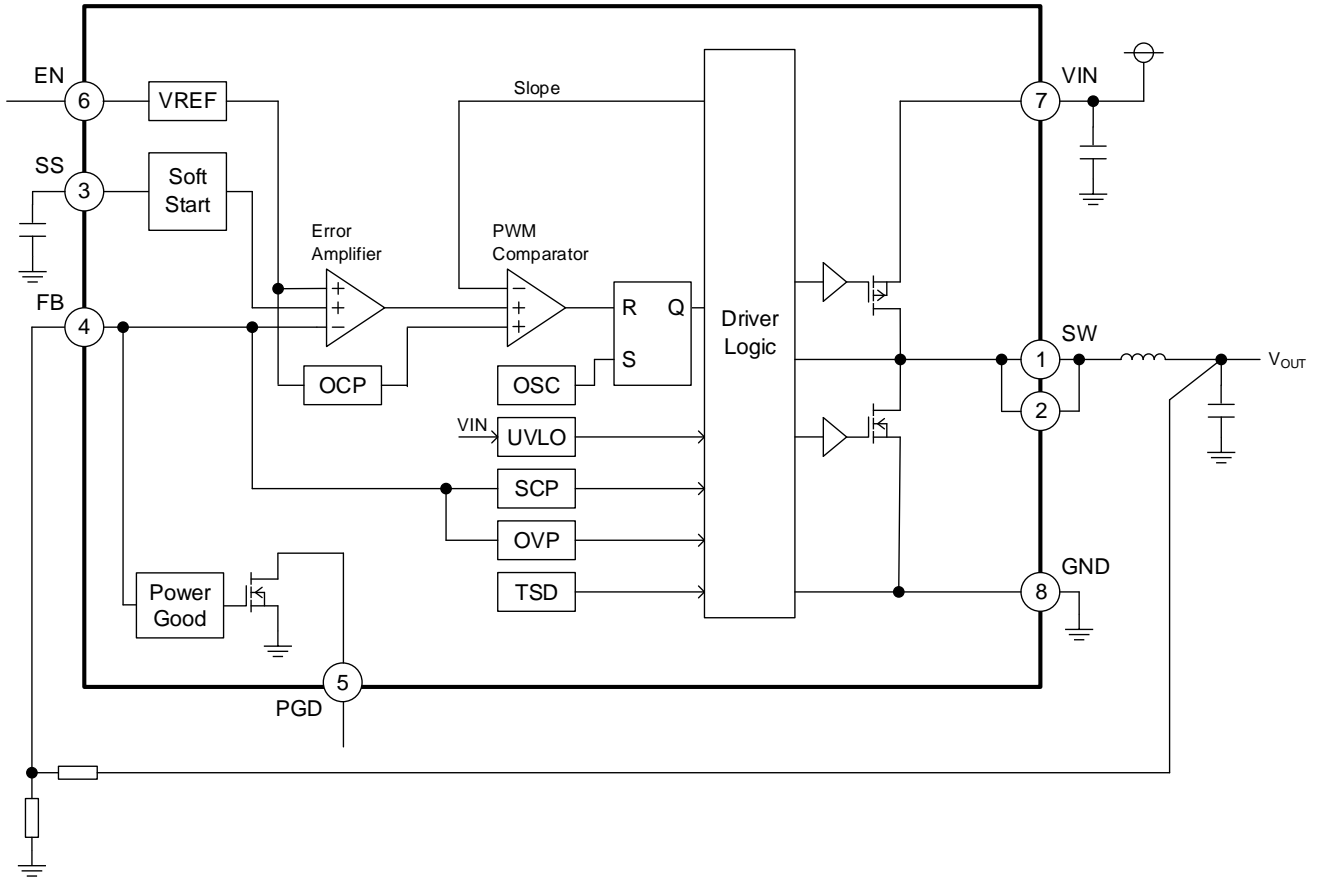 EN
6
VREF
Slope
VIN
7
SS
3
Soft
Start
Error
Amplifier
PWM
Comparator
FB
4
+
+
−
−
+
+
R
Q
S
Driver
Logic
SW
1
2
VOUT
OCP
OSC
VIN
UVLO
SCP
OVP
TSD
Power
Good
GND
8
5
PGD